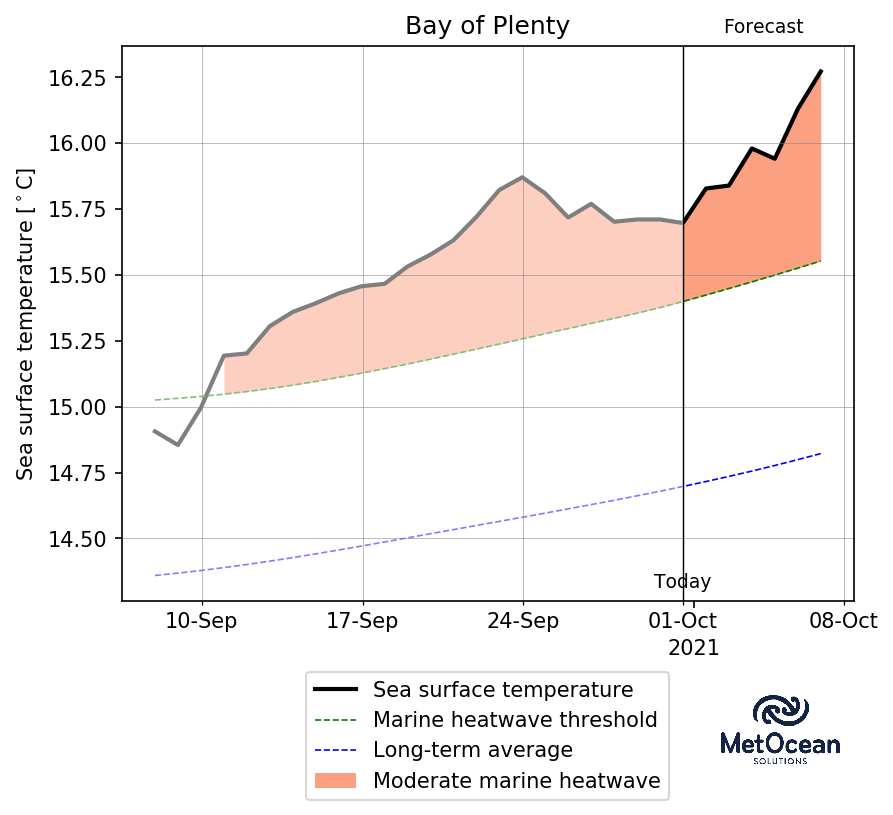 Bay of Plenty
Forecast
Sea surface temperature [°C]
16.25
16.00
15.75
15.50
15.25
15.00
14.75
14.50
Today
10-Sep
17-Sep
24-Sep
01-Oct
08-Oct
2021
Sea surface temperature
Marine heatwave threshold
Long-term average
Moderate marine heatwave
MetOcean
SOLUTIONS